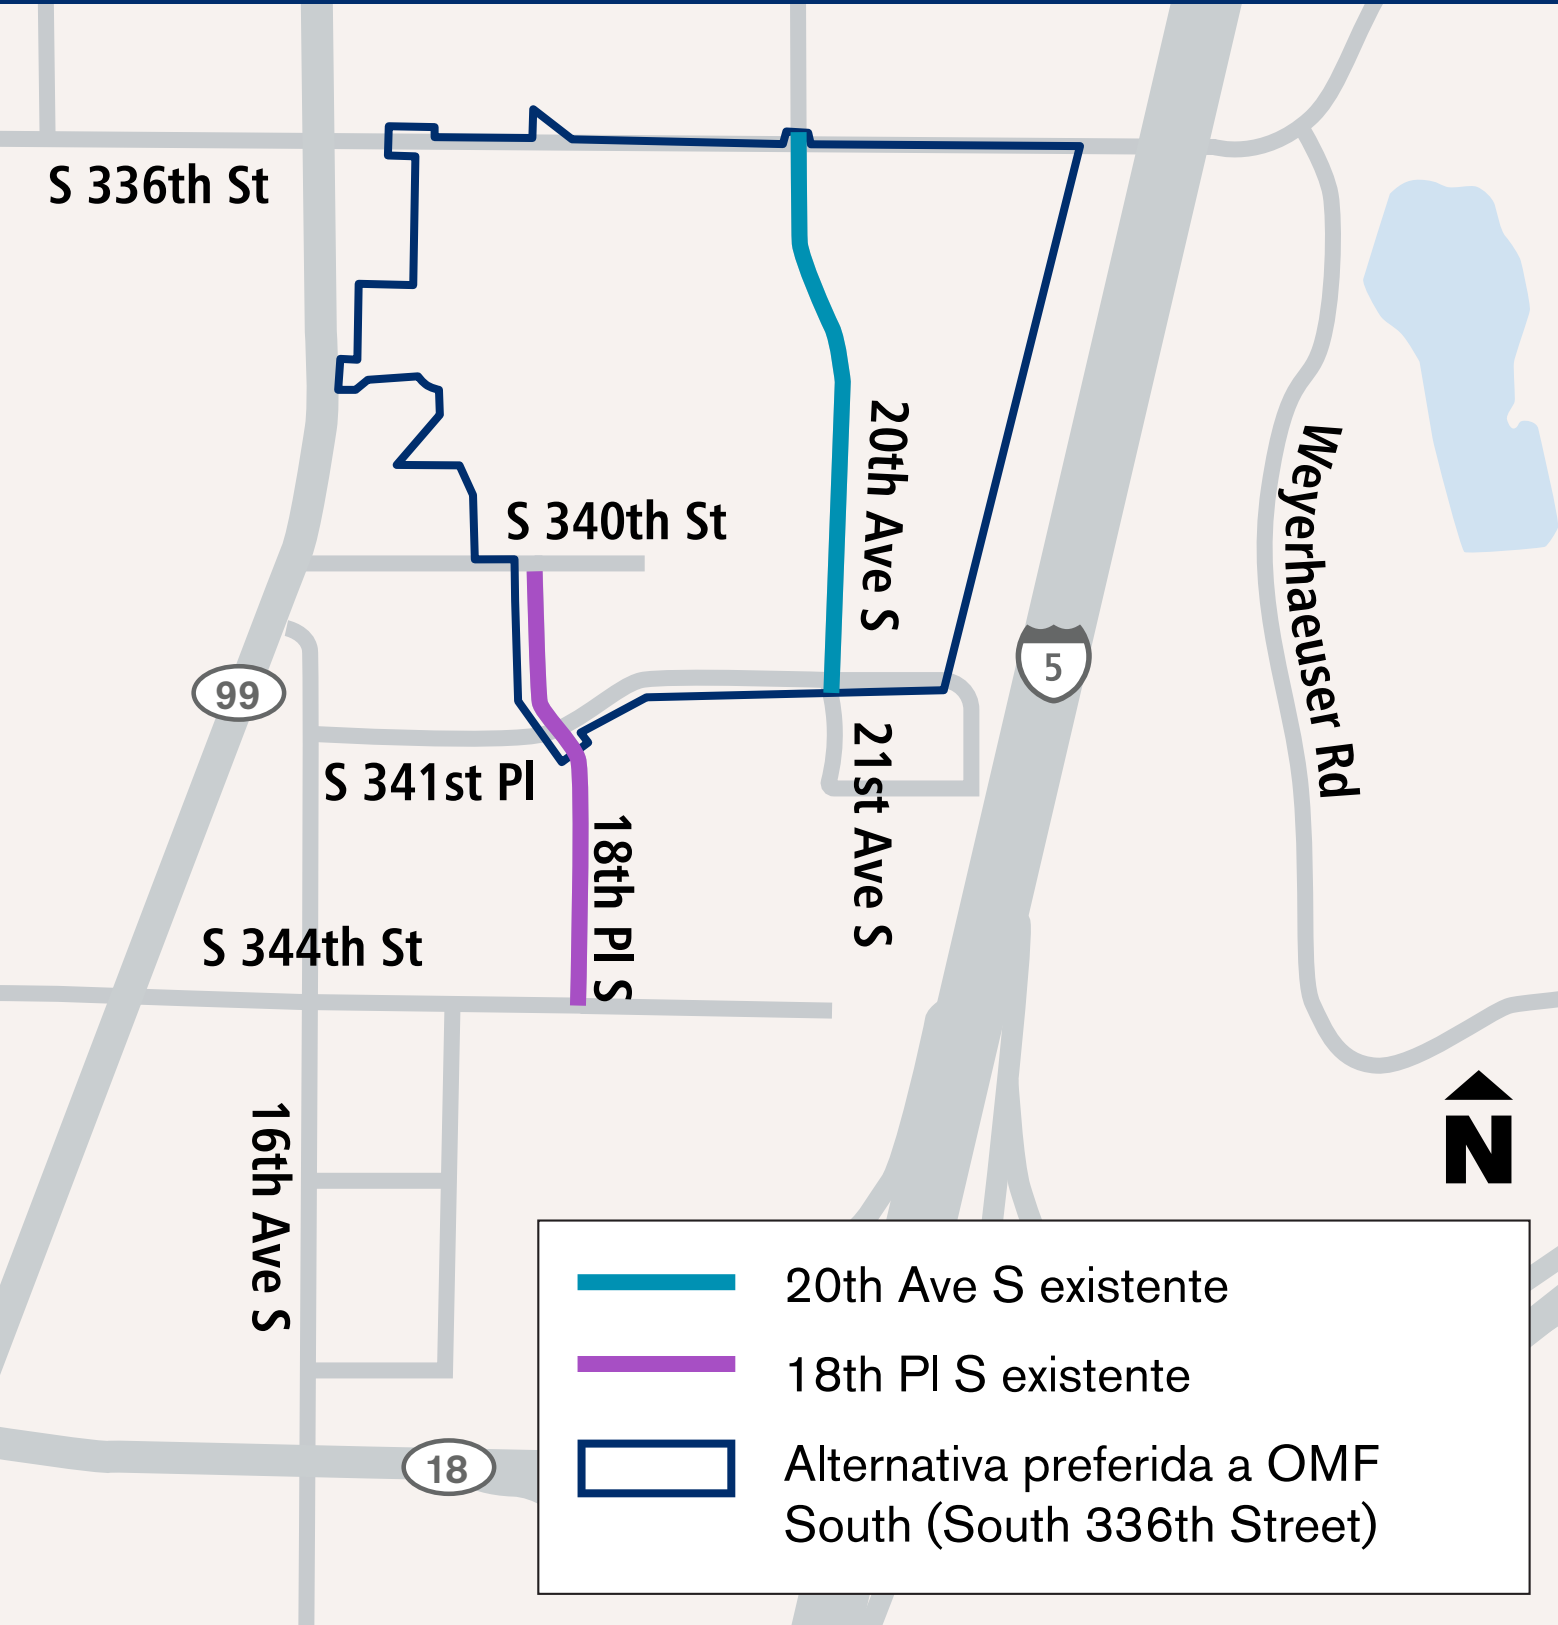 S 336th St
20th Ave S
Weyerhaeuser Rd
S 340th St
5
99
21st Ave S
S 341st Pl
18th Pl S
S 344th St
16th Ave S
N
18
20th Ave S existente
18th Pl S existente
Alternativa preferida a OMF
South (South 336th Street)